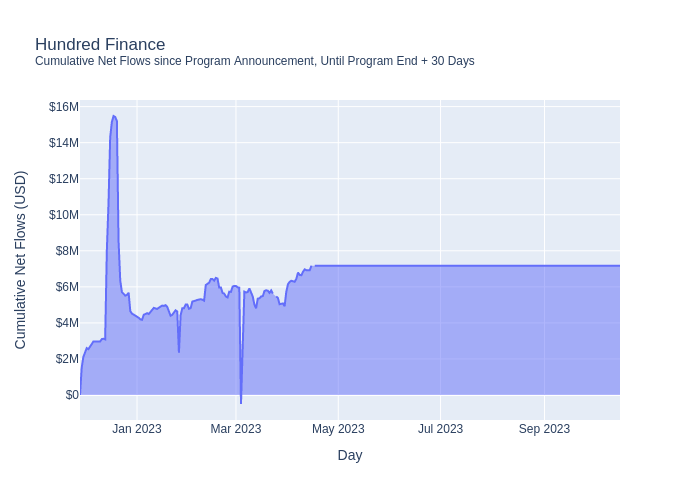 Hundred Finance
Cumulative Net Flows since Program Announcement, Until Program End + 30 Days
Cumulative Net Flows (USD)
$16M
$14M
$12M
$10M
$8M
$6M
$4M
$2M
$0
Jan 2023
Mar 2023
May 2023
Jul 2023
Sep 2023
Day